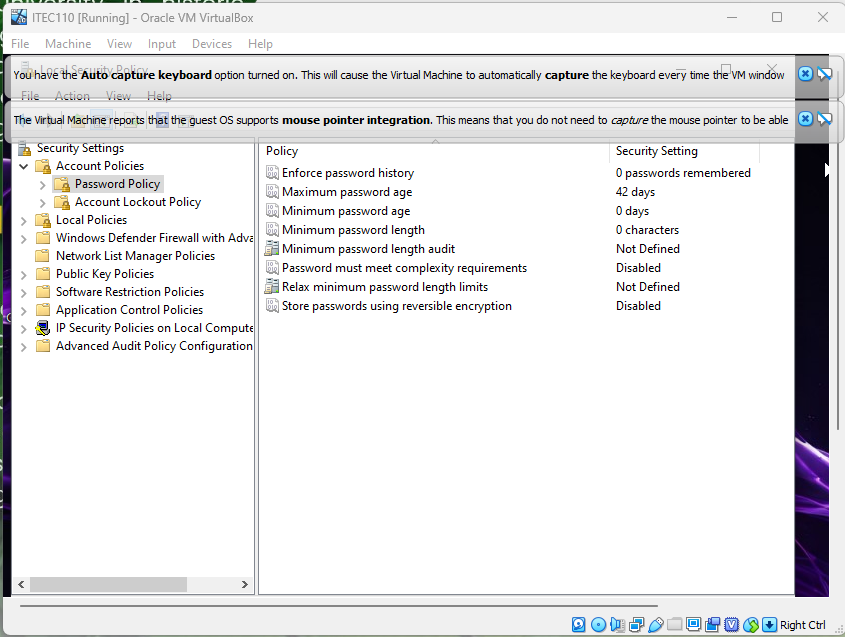 ITEC110 [Running] - Oracle VM VirtualBox
File Machine View Input Devices Help
Local Security Policy
You have the Auto capture keyboard option turned on. This will cause the Virtual Machine to automatically capture the keyboard every time the VM window
File Action View Help
The Virtual Machine reports that the guest OS supports mouse pointer integration. This means that you do not need to capture the mouse pointer to be able
Security Settings
Account Policies
Password Policy
Account Lockout Policy
Local Policies
Windows Defender Firewall with Adva
Network List Manager Policies
Public Key Policies
Software Restriction Policies
Application Control Policies
IP Security Policies on Local Compute
Advanced Audit Policy Configuration
Policy Security Setting
Enforce password history 0 passwords remembered
Maximum password age 42 days
Minimum password age 0 days
Minimum password length 0 characters
Minimum password length audit Not Defined
Password must meet complexity requirements Disabled
Relax minimum password length limits Not Defined
Store passwords using reversible encryption Disabled
Right Ctrl